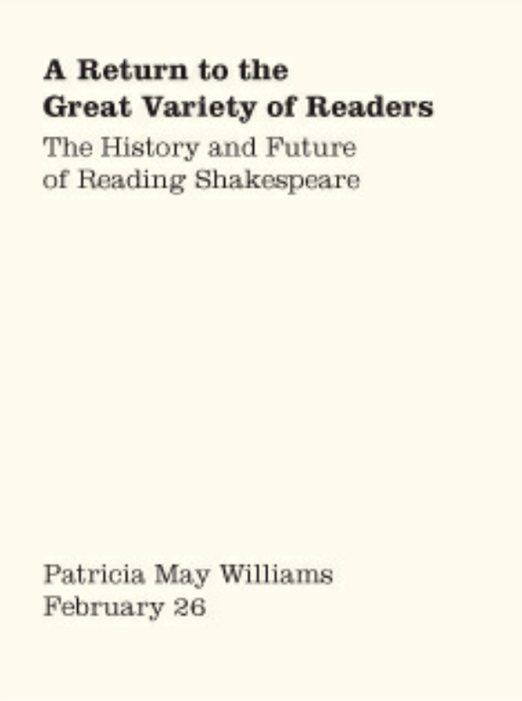 A Return to the
Great Variety of Readers
The History and Future
of Reading Shakespeare
Patricia May Williams
February 26